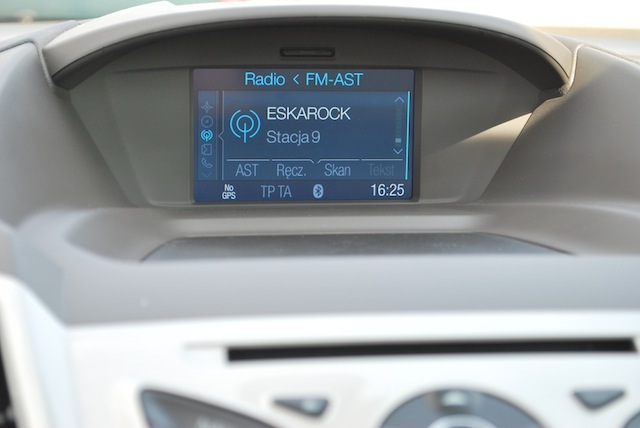 Radio < FM-AST
ESKAROCK
Stacja 9
AST Ręcz. Skan Tekst
No GPS TP TA 16:25